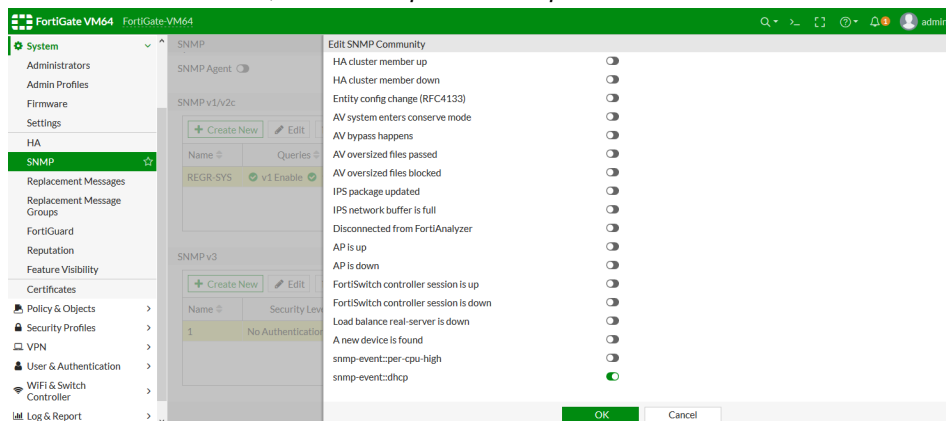 FortiGate VM64 FortiGate-VM64
admin
System
Administrators
Admin Profiles
Firmware
Settings
HA
SNMP
Replacement Messages
Replacement Message
Groups
FortiGuard
Reputation
Feature Visibility
Certificates
Policy & Objects
Security Profiles
VPN
User & Authentication
WiFi & Switch
Controller
Log & Report
SNMP
SNMP Agent
SNMP v1/v2c
+ Create New Edit
Name Queries
REGR-SYS v1 Enable
SNMP v3
+ Create New Edit
Name Security Leve
1 No Authentication
Edit SNMP Community
HA cluster member up
HA cluster member down
Entity config change (RFC4133)
AV system enters conserve mode
AV bypass happens
AV oversized files passed
AV oversized files blocked
IPS package updated
IPS network buffer is full
Disconnected from FortiAnalyzer
AP is up
AP is down
FortiSwitch controller session is up
FortiSwitch controller session is down
Load balance real-server is down
A new device is found
snmp-event::per-cpu-high
snmp-event::dhcp
OK Cancel